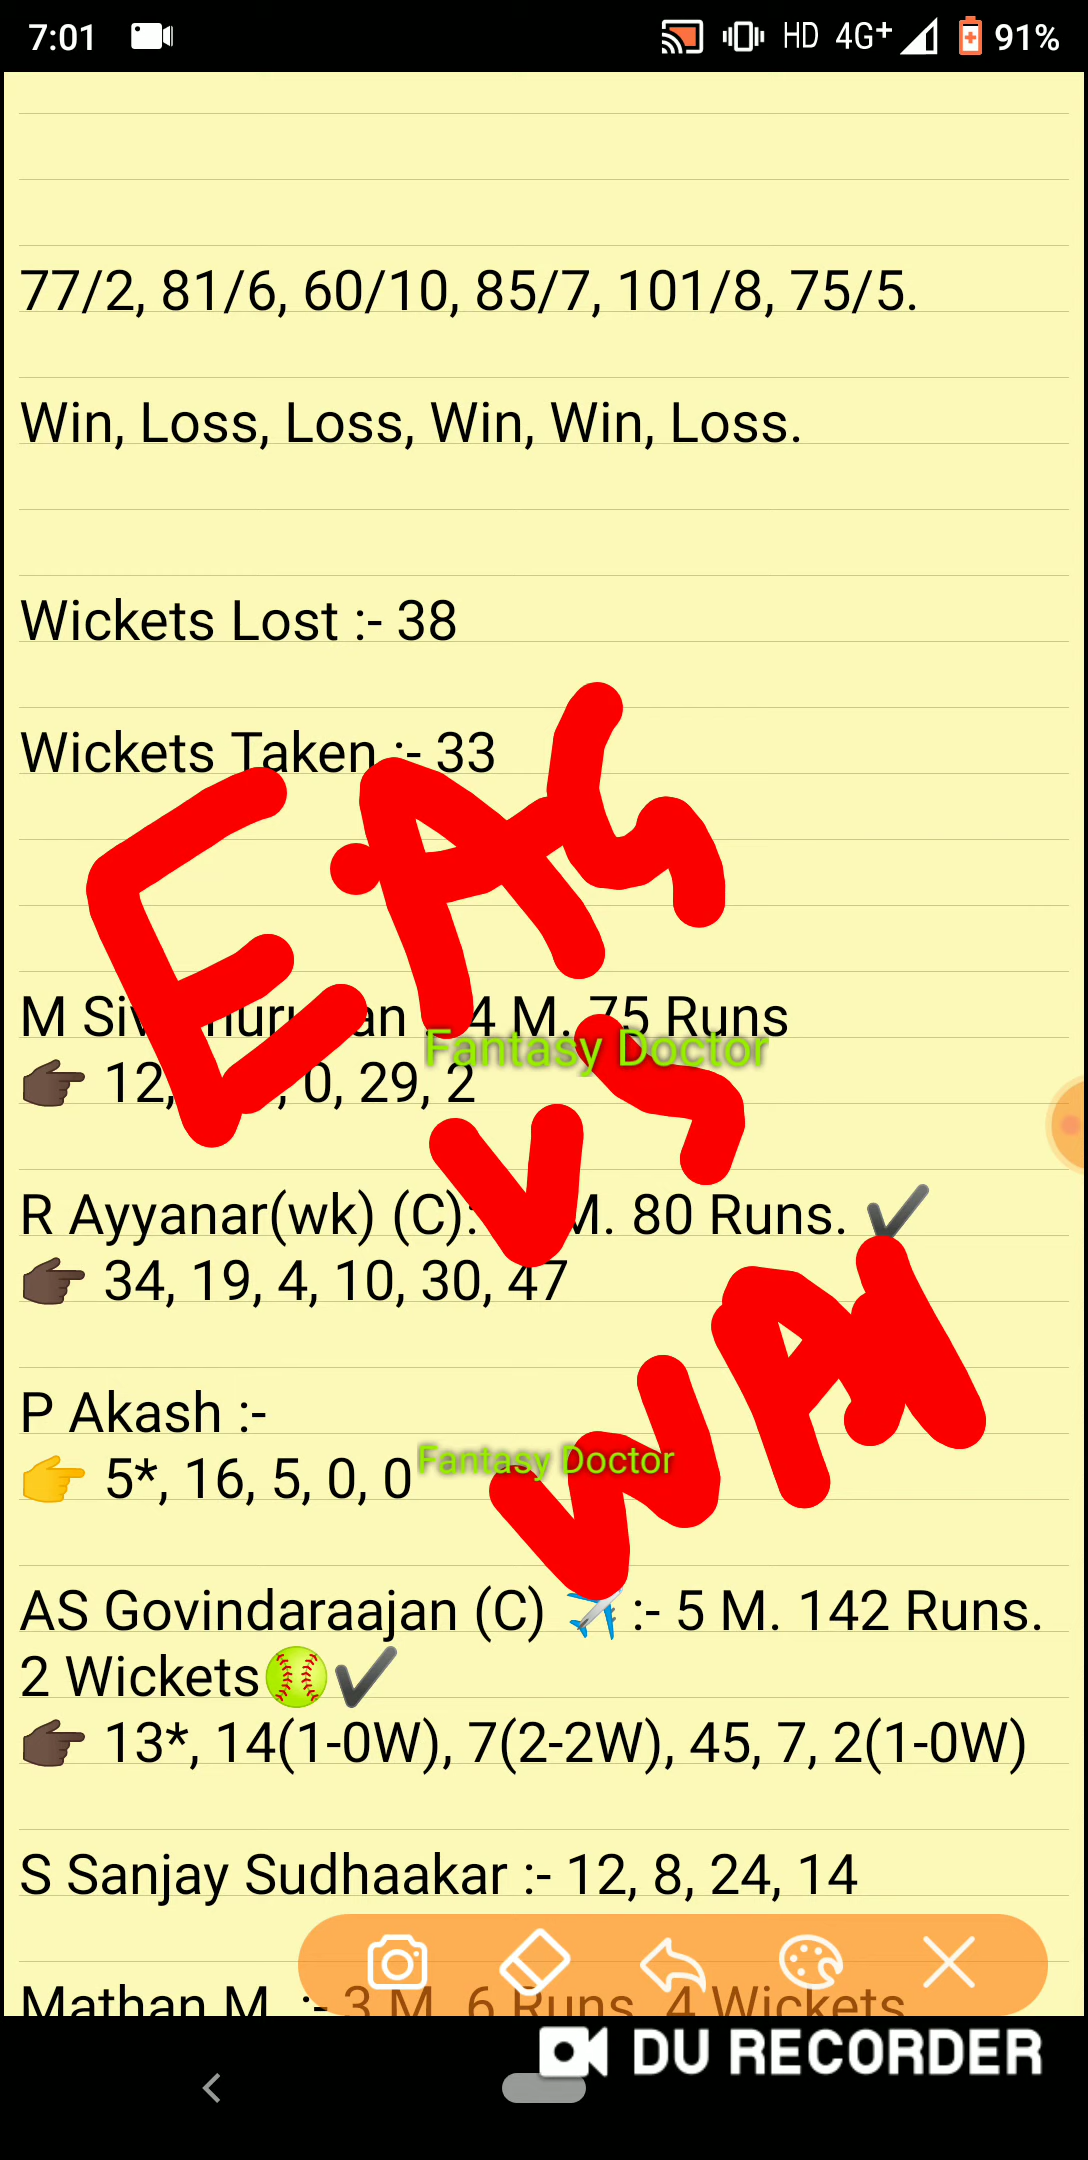 7:01 HD 4G+ 91%
77/2, 81/6, 60/10, 85/7, 101/8, 75/5.
Win, Loss, Loss, Win, Win, Loss.
Wickets Lost :- 38
Wickets Taken :- 33
EAS
M 4 M. 75 Runs
Fantasy Doctor
👉🏿 12, 0, 29, 2
VS
R Ayyanar(wk) (C): M. 80 Runs. ✔
👉🏿 34, 19, 4, 10, 30, 47
WAR
P Akash :-
👉 5*, 16, 5, 0, 0
Fantasy Doctor
AS Govindaraajan (C) ✈ :- 5 M. 142 Runs.
2 Wickets🥎✔
👉🏿 13*, 14(1-0W), 7(2-2W), 45, 7, 2(1-0W)
S Sanjay Sudhaakar :- 12, 8, 24, 14
Mathan M. :- 3 M. 6 Runs. 4 Wickets
DU RECORDER